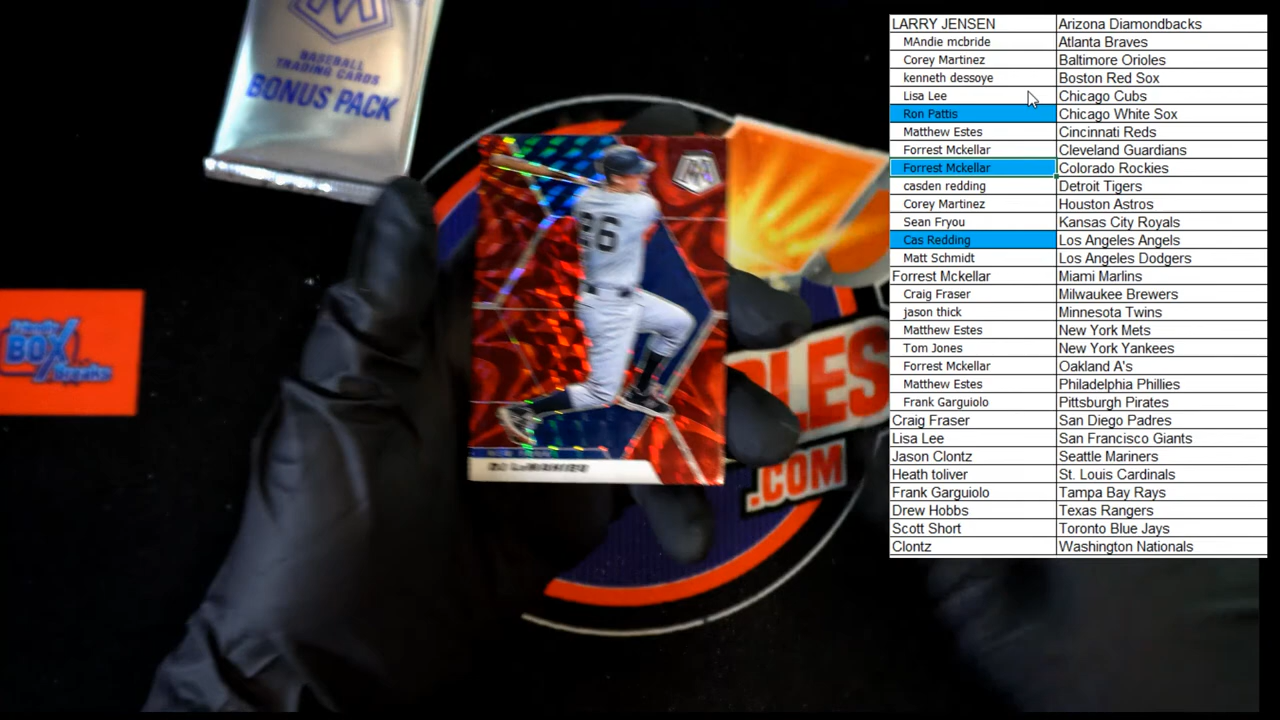 BASEBALL
TRADING CARDS
BONUS PACK
BOX
Breaks
26
NEW YORK
DJ LeMAHIEU
LES
.COM
LARRY JENSEN Arizona Diamondbacks
MAndie mcbride Atlanta Braves
Corey Martinez Baltimore Orioles
kenneth dessoye Boston Red Sox
Lisa Lee Chicago Cubs
Ron Pattis Chicago White Sox
Matthew Estes Cincinnati Reds
Forrest Mckellar Cleveland Guardians
Forrest Mckellar Colorado Rockies
casden redding Detroit Tigers
Corey Martinez Houston Astros
Sean Fryou Kansas City Royals
Cas Redding Los Angeles Angels
Matt Schmidt Los Angeles Dodgers
Forrest Mckellar Miami Marlins
Craig Fraser Milwaukee Brewers
jason thick Minnesota Twins
Matthew Estes New York Mets
Tom Jones New York Yankees
Forrest Mckellar Oakland A's
Matthew Estes Philadelphia Phillies
Frank Garguiolo Pittsburgh Pirates
Craig Fraser San Diego Padres
Lisa Lee San Francisco Giants
Jason Clontz Seattle Mariners
Heath toliver St. Louis Cardinals
Frank Garguiolo Tampa Bay Rays
Drew Hobbs Texas Rangers
Scott Short Toronto Blue Jays
Clontz Washington Nationals